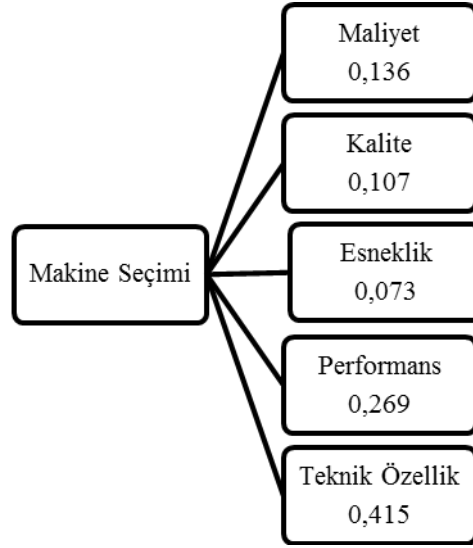 Maliyet
0,136
Kalite
0,107
Makine Seçimi
Esneklik
0,073
Performans
0,269
Teknik Özellik
0,415